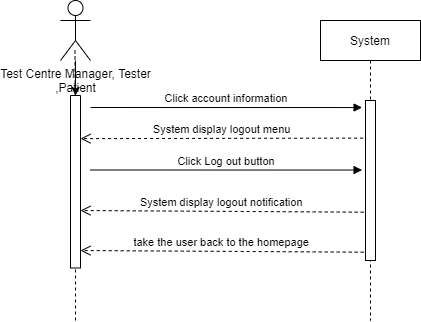 System
Test Centre Manager, Tester
,Patient
Click account information
System display logout menu
Click Log out button
System display logout notification
take the user back to the homepage